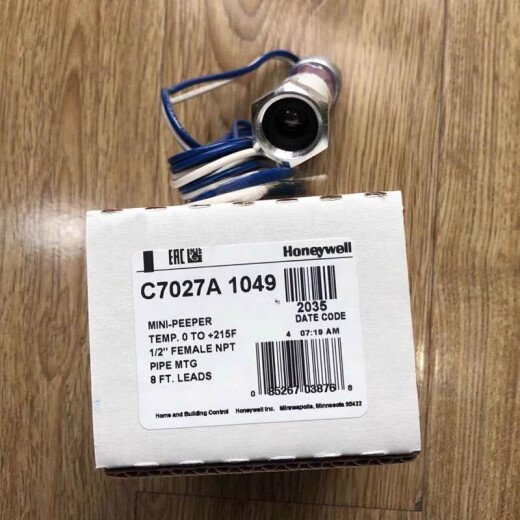 EAC
Honeywell
C7027A 1049
2035
DATE CODE
4 07:19 AM
MINI-PEEPER
TEMP. 0 TO +215F
1/2" FEMALE NPT
PIPE MTG
8 FT. LEADS
0 85267 03876 8
Home and Building Control Honeywell Inc. Minneapolis, Minnesota 55422